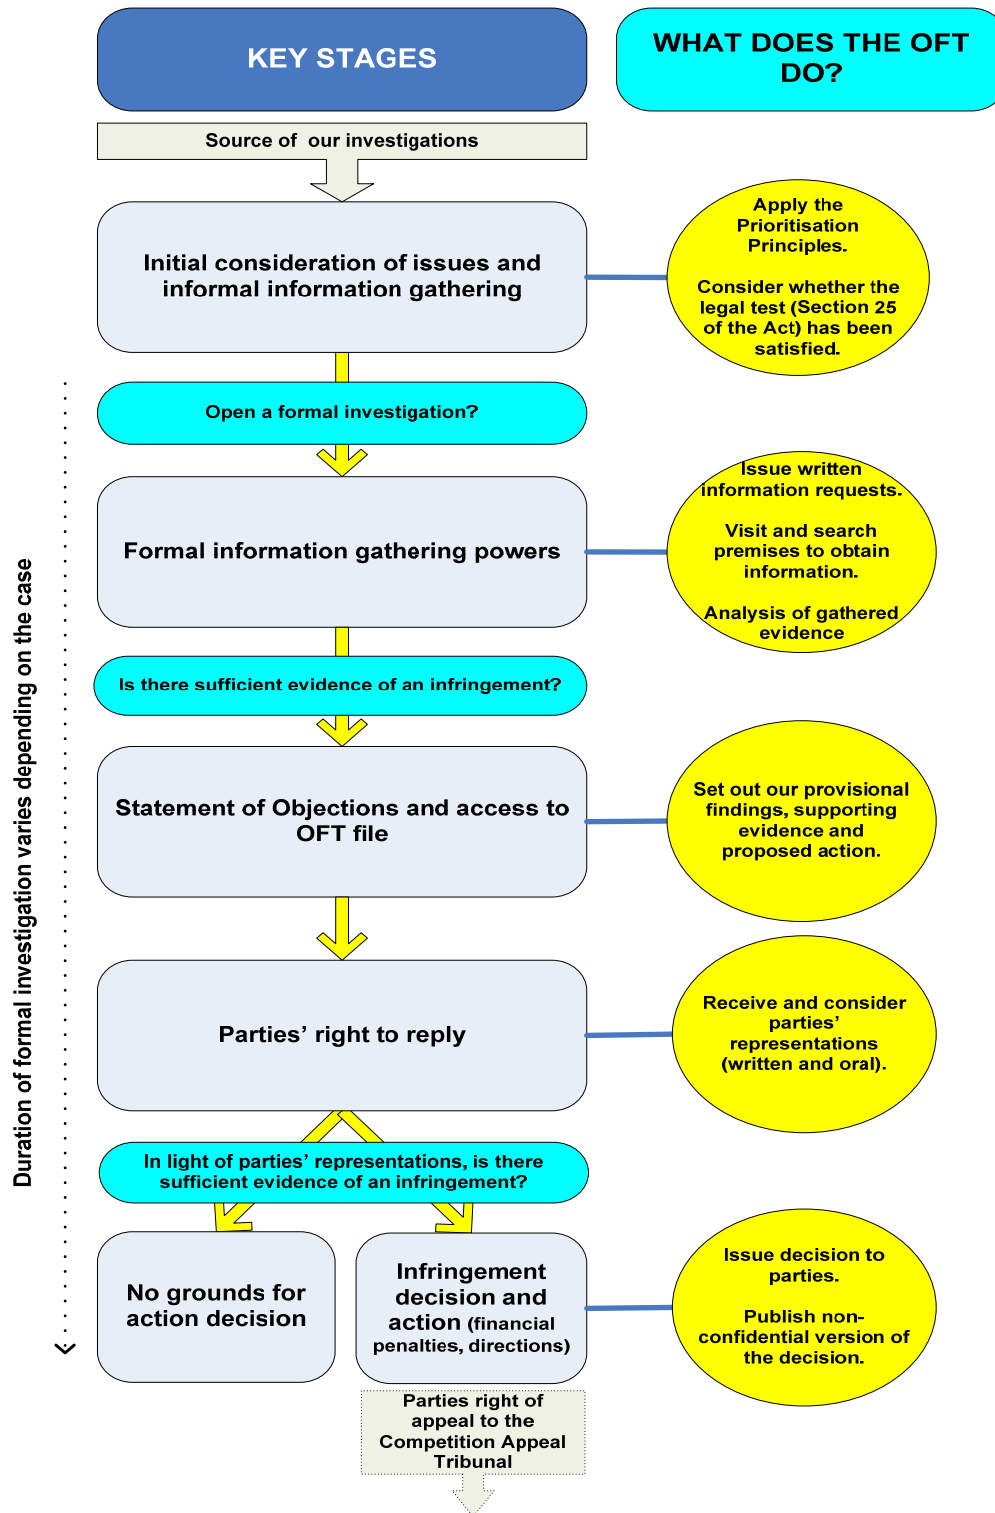 KEY STAGES
WHAT DOES THE OFT
DO?
Source of our investigations
Initial consideration of issues and
informal information gathering
Apply the
Prioritisation
Principles.
Consider whether the
legal test (Section 25
of the Act) has been
satisfied.
Open a formal investigation?
Formal information gathering powers
Issue written
information requests.
Visit and search
premises to obtain
information.
Analysis of gathered
evidence
Is there sufficient evidence of an infringement?
Statement of Objections and access to
OFT file
Set out our provisional
findings, supporting
evidence and
proposed action.
Parties’ right to reply
Receive and consider
parties’
representations
(written and oral).
In light of parties’ representations, is there
sufficient evidence of an infringement?
No grounds for
action decision
Infringement
decision and
action (financial
penalties, directions)
Issue decision to
parties.
Publish non-
confidential version of
the decision.
Parties right of
appeal to the
Competition Appeal
Tribunal
Duration of formal investigation varies depending on the case